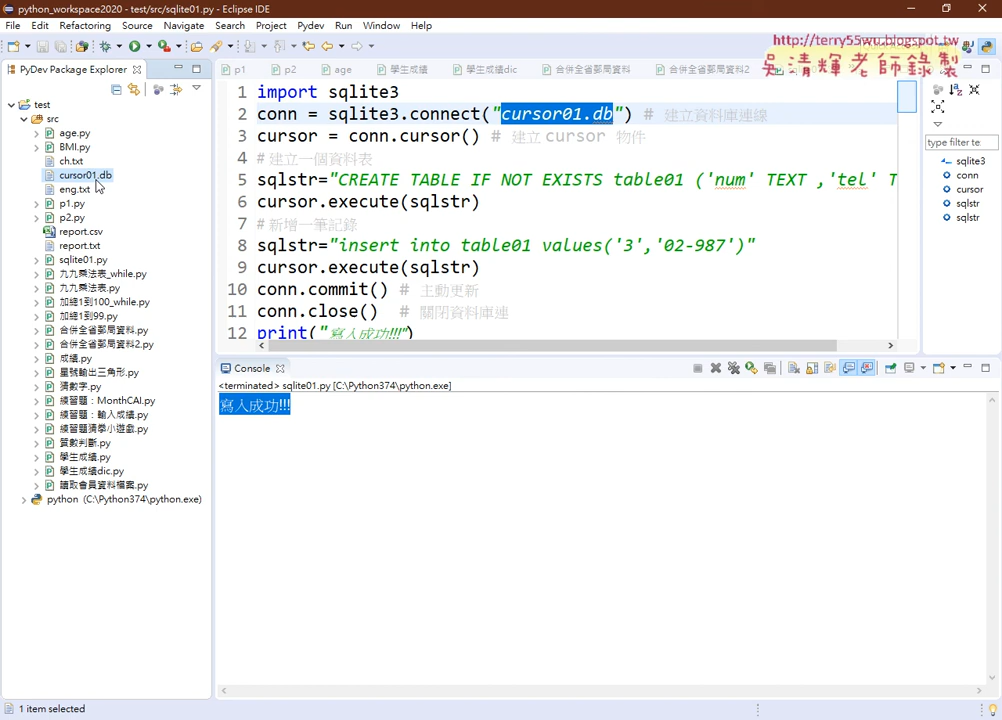 python_workspace2020 - test/src/sqlite01.py - Eclipse IDE
File Edit Refactoring Source Navigate Search Project Pydev Run Window Help
http://terry55wu.blogspot.tw
吳清輝老師錄製
PyDev Package Explorer
p1 p2 age 學生成績 學生成績dic 合併全省郵局資料 合併全省郵局資料2
test
src
age.py
BMI.py
ch.txt
cursor01.db
eng.txt
p1.py
p2.py
report.csv
report.txt
sqlite01.py
九九乘法表_while.py
九九乘法表.py
加總1到100_while.py
加總1到99.py
合併全省郵局資料.py
合併全省郵局資料2.py
成績.py
星號輸出三角形.py
猜數字.py
練習題：MonthCAI.py
練習題：輸入成績.py
練習題猜拳小遊戲.py
質數判斷.py
學生成績.py
學生成績dic.py
讀取會員資料檔案.py
python (C:\Python374\python.exe)
1 import sqlite3
2 conn = sqlite3.connect("cursor01.db") # 建立資料庫連線
3 cursor = conn.cursor() # 建立 cursor 物件
4 # 建立一個資料表
5 sqlstr="CREATE TABLE IF NOT EXISTS table01 ('num' TEXT ,'tel' T
6 cursor.execute(sqlstr)
7 # 新增一筆記錄
8 sqlstr="insert into table01 values('3','02-987')"
9 cursor.execute(sqlstr)
10 conn.commit() # 主動更新
11 conn.close() # 關閉資料庫連
12 print("寫入成功!!!")
type filter te
sqlite3
conn
cursor
sqlstr
sqlstr
Console
<terminated> sqlite01.py [C:\Python374\python.exe]
寫入成功!!!
1 item selected